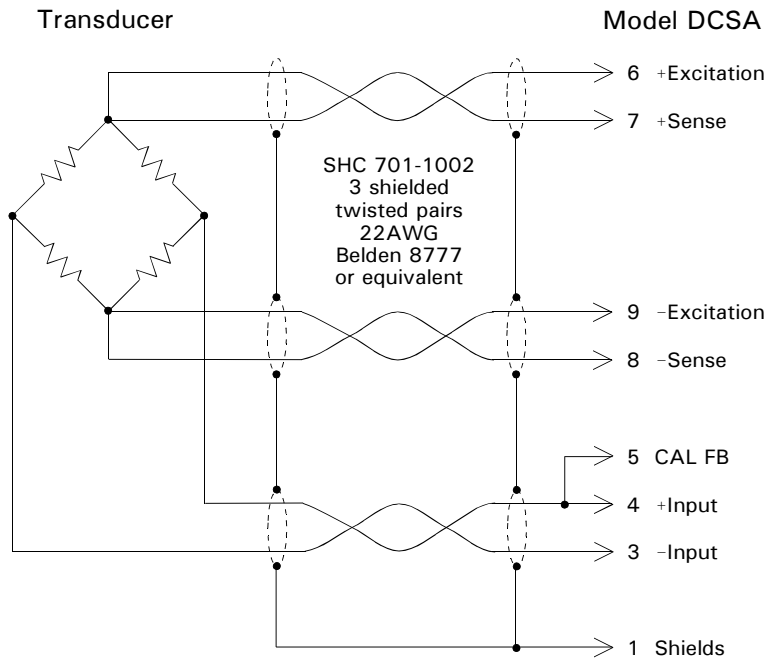 Transducer
Model DCSA
6 +Excitation
7 +Sense
SHC 701-1002
3 shielded
twisted pairs
22AWG
Belden 8777
or equivalent
9 -Excitation
8 -Sense
5 CAL FB
4 +Input
3 -Input
1 Shields